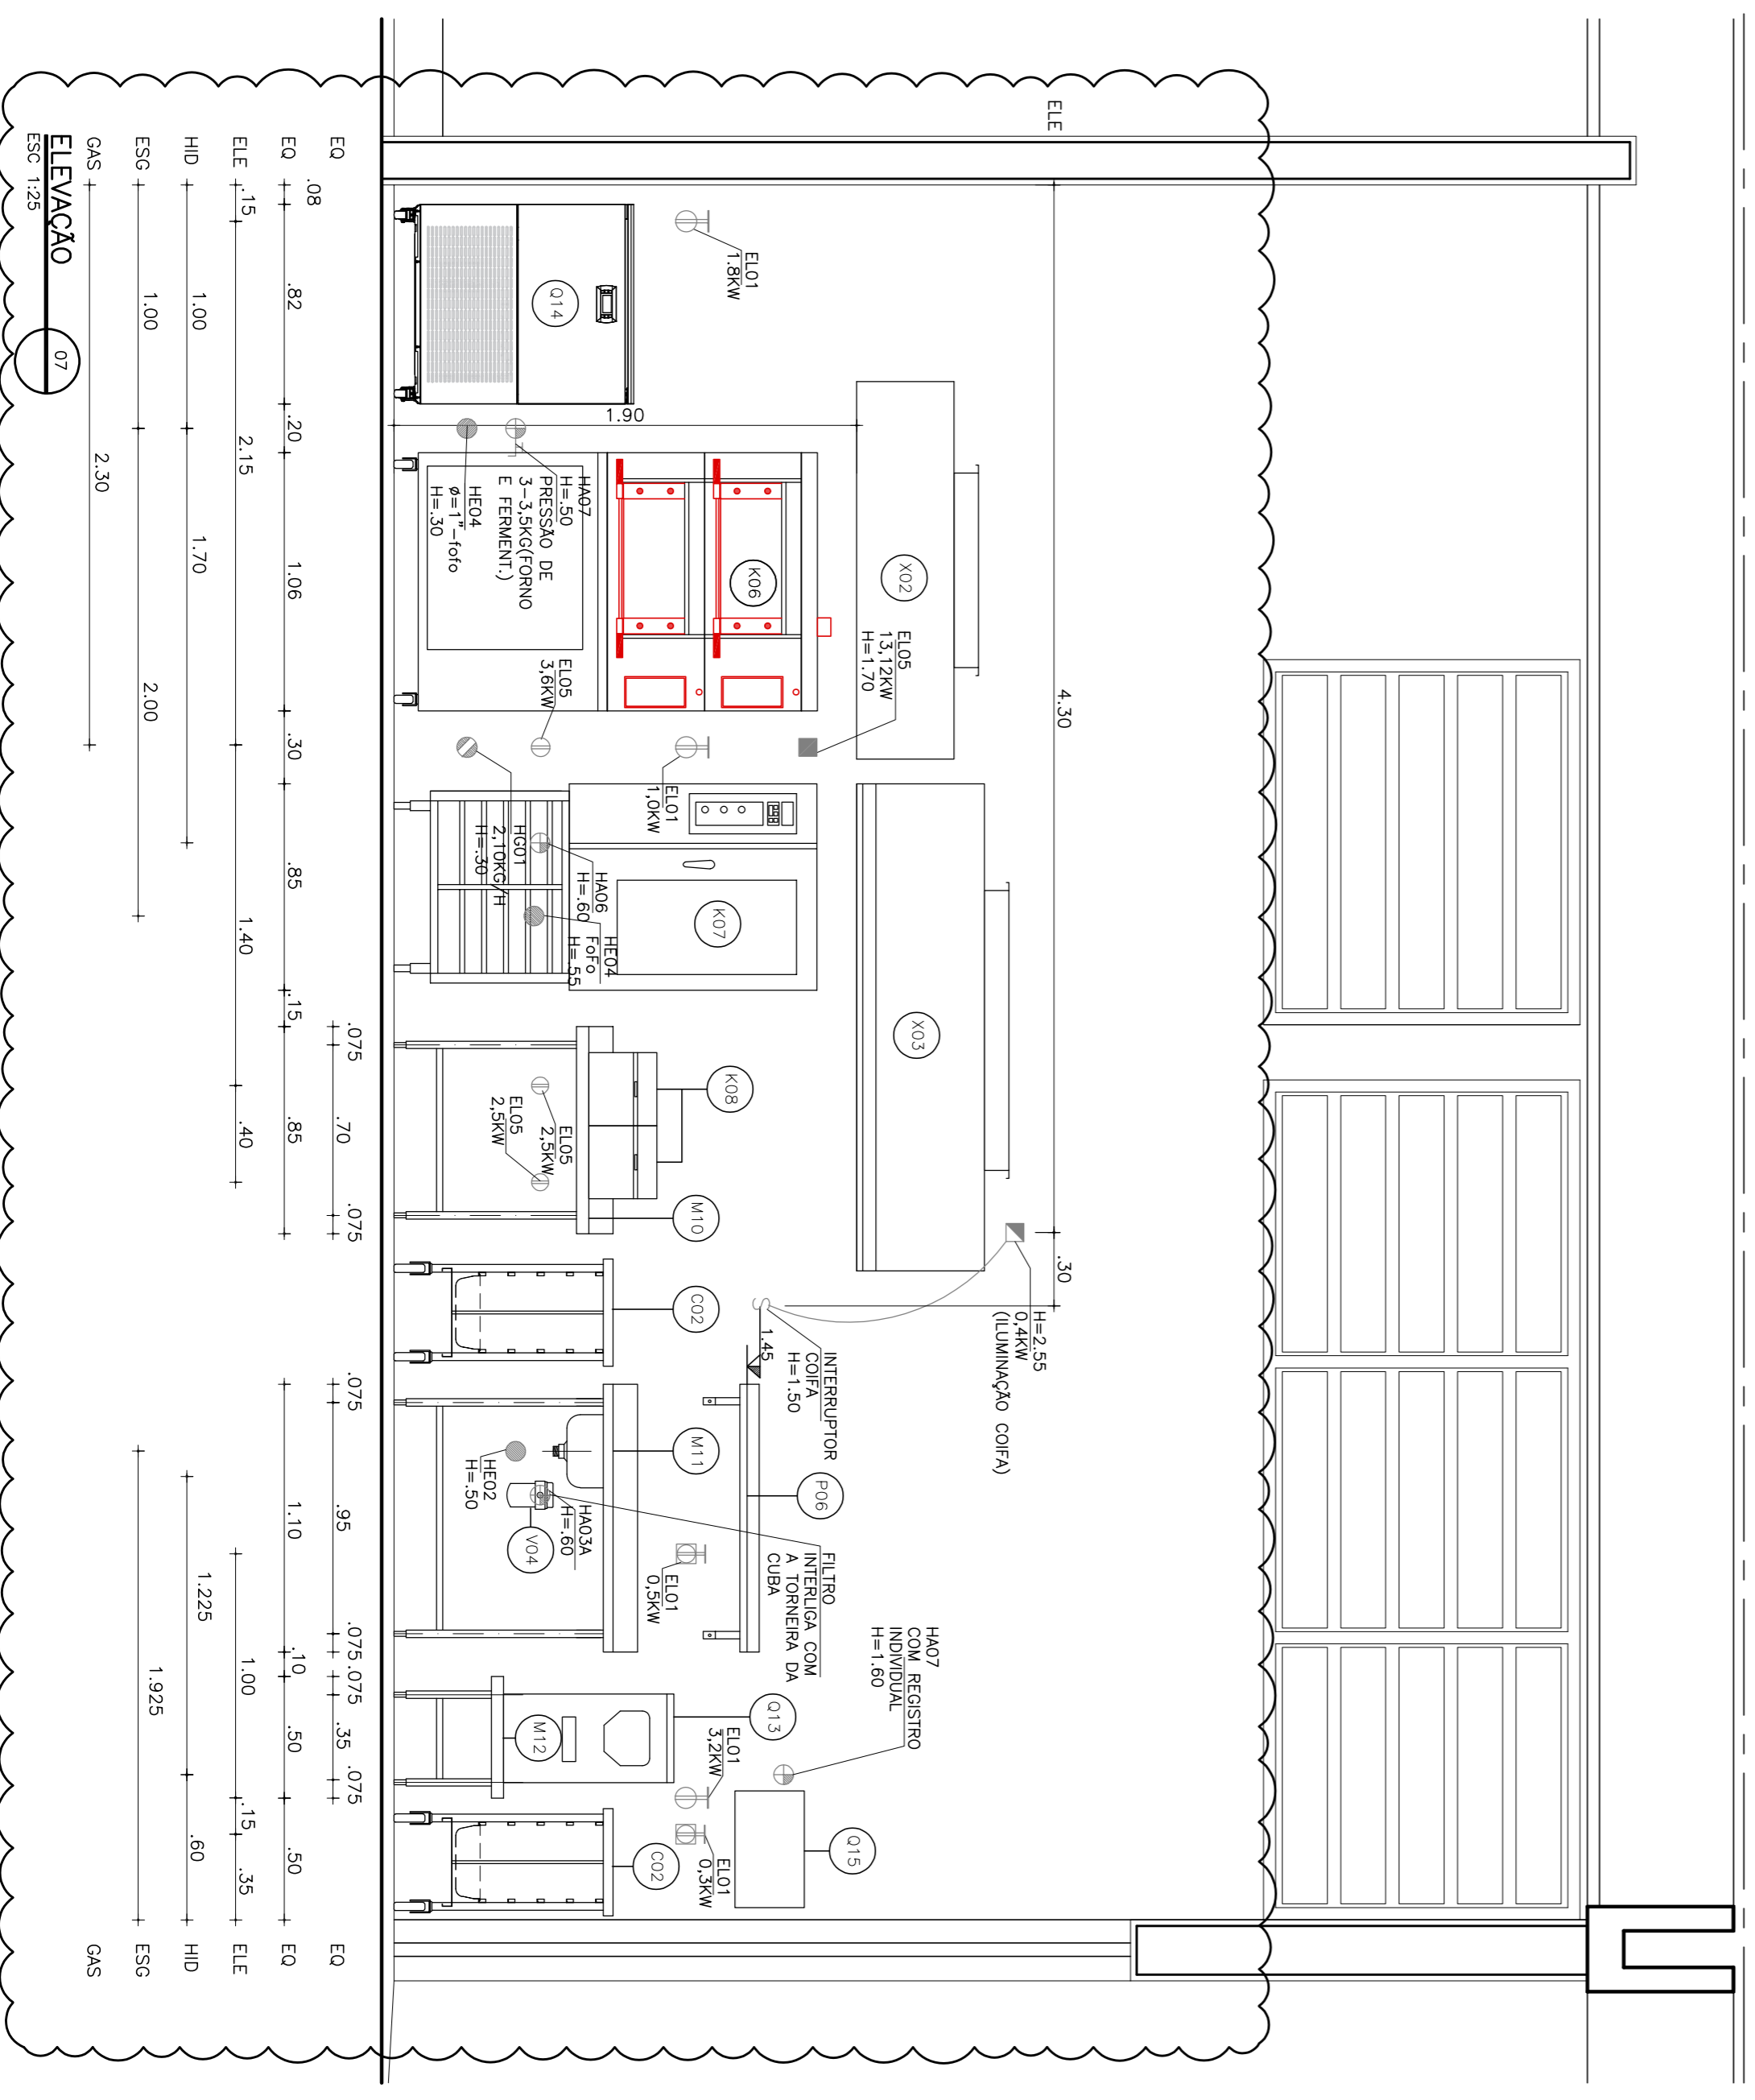 ELE
4.30
.30
H=2.55
0,4KW
(ILUMINAÇÃO COIFA)
X02
X03
EL05
13,12KW
H=1.70
1.90
INTERRUPTOR
COIFA
H=1.50
1.45
P06
HA07
COM REGISTRO
INDIVIDUAL
H=1.60
Q15
EL01
1.8KW
Q14
K06
HA07
H=.50
PRESSÃO DE
3-3,5KG(FORNO
E FERMENT.)
HE04
ø=1"-fofo
H=.30
EL05
3,6KW
EL01
1,0KW
K07
HG01
2,10KG/H
H=.30
HA06
H=.60
HE04
FoFo
H=.55
K08
M10
EL05
2,5KW
EL05
2,5KW
C02
M11
FILTRO
INTERLIGA COM
A TORNEIRA DA
CUBA
HE02
H=.50
HA03A
H=.60
V04
EL01
0,5KW
Q13
M12
EL01
3,2KW
EL01
0,3KW
C02
EQ .075 .70 .075 .075 .95 .075 .075 .35 .075 EQ
EQ .08 .82 .20 1.06 .30 .85 .15 .85 1.10 .10 .50 .50 EQ
ELE .15 2.15 1.40 .40 1.00 .15 .35 ELE
HID 1.00 1.70 1.225 .60 HID
ESG 1.00 2.00 1.925 ESG
GAS 2.30 GAS
ELEVAÇÃO 07
ESC 1:25